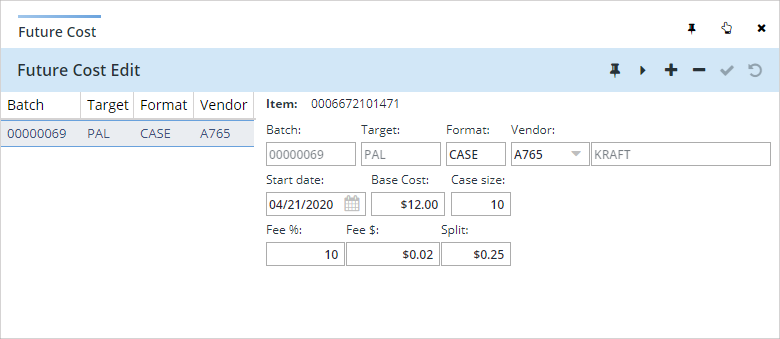 Future Cost
Future Cost Edit
Batch Target Format Vendor
00000069 PAL CASE A765
Item: 0006672101471
Batch: Target: Format: Vendor:
00000069 PAL CASE A765 KRAFT
Start date: Base Cost: Case size:
04/21/2020 $12.00 10
Fee %: Fee $: Split:
10 $0.02 $0.25